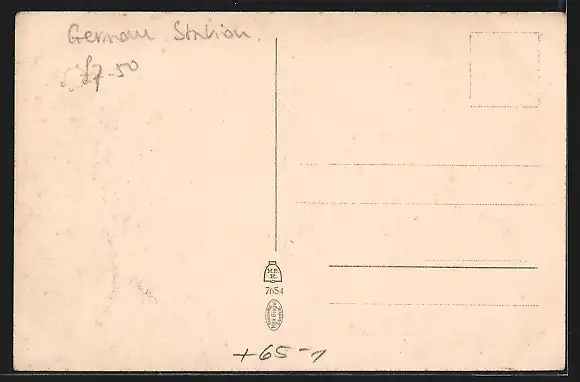 German Station.
£7-50
M.B.
N.
7654
+65-1